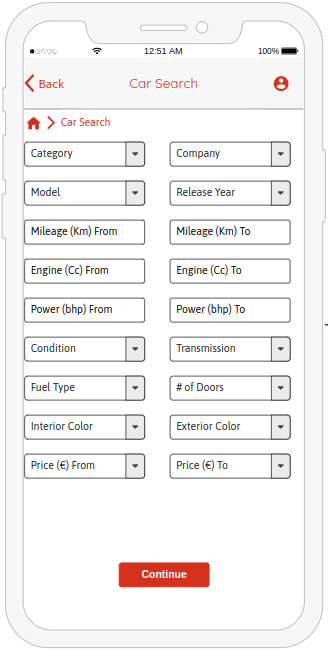 12:51 AM 100%
Back Car Search
Car Search
Category Company
Model Release Year
Mileage (Km) From Mileage (Km) To
Engine (Cc) From Engine (Cc) To
Power (bhp) From Power (bhp) To
Condition Transmission
Fuel Type # of Doors
Interior Color Exterior Color
Price (€) From Price (€) To
Continue